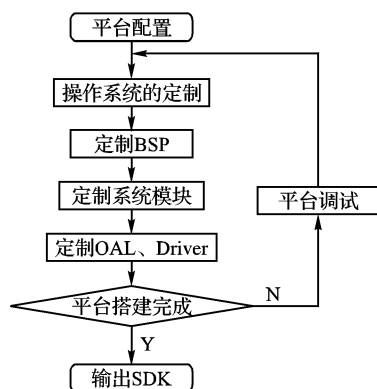 平台配置
操作系统的定制
定制BSP
定制系统模块
平台调试
定制OAL、Driver
平台搭建完成
N
Y
输出SDK